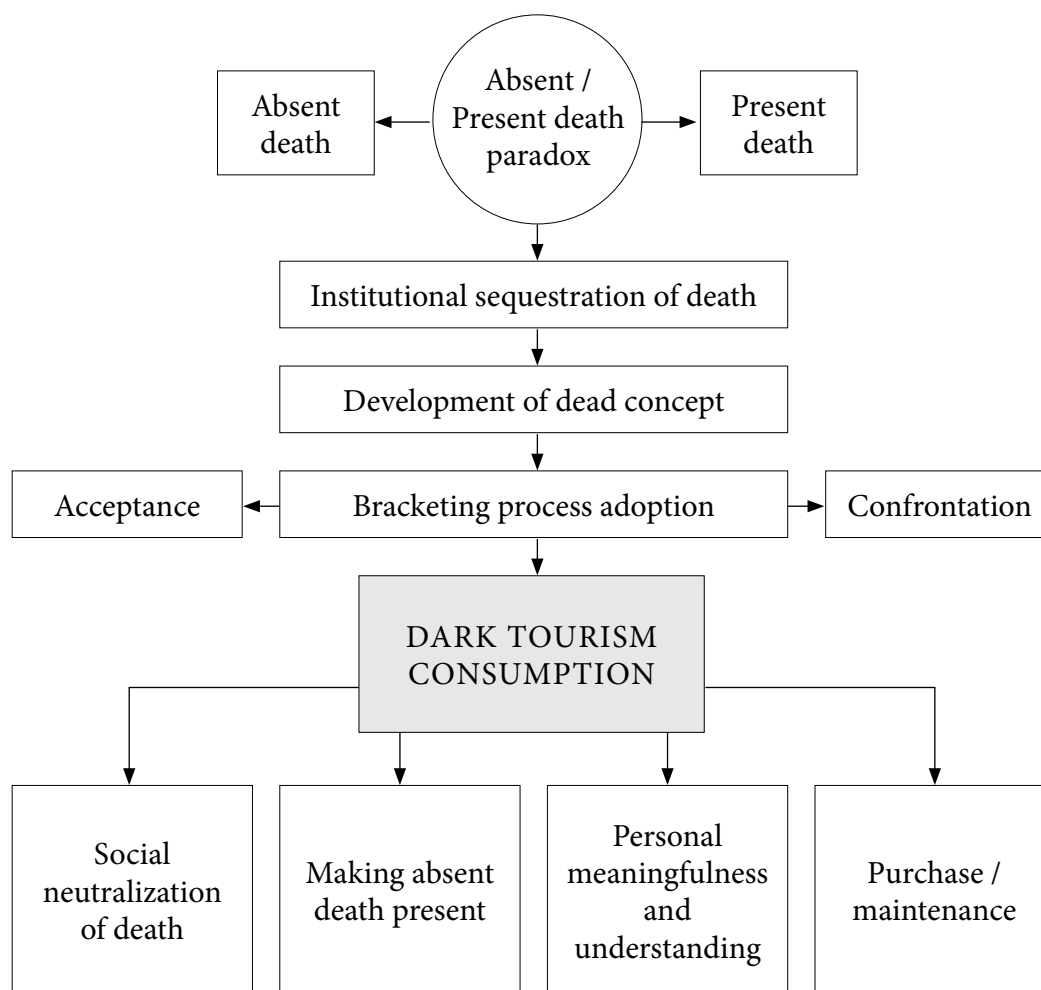 Absent
death
Absent /
Present death
paradox
Present
death
Institutional sequestration of death
Development of dead concept
Acceptance
Bracketing process adoption
Confrontation
DARK TOURISM
CONSUMPTION
Social
neutralization
of death
Making absent
death present
Personal
meaningfulness
and
understanding
Purchase /
maintenance